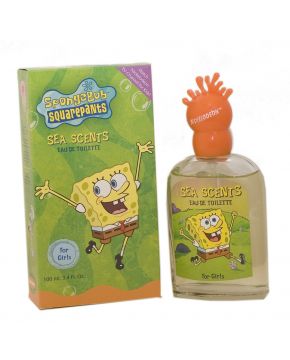 SpongeBob
SQUAREPANTS
SEA SCENTS
EAU DE TOILETTE
for
Girls
100 ml. 3.4 fl. oz.
NICKELODEON
SEA SCENTS
EAU DE TOILETTE
for Girls